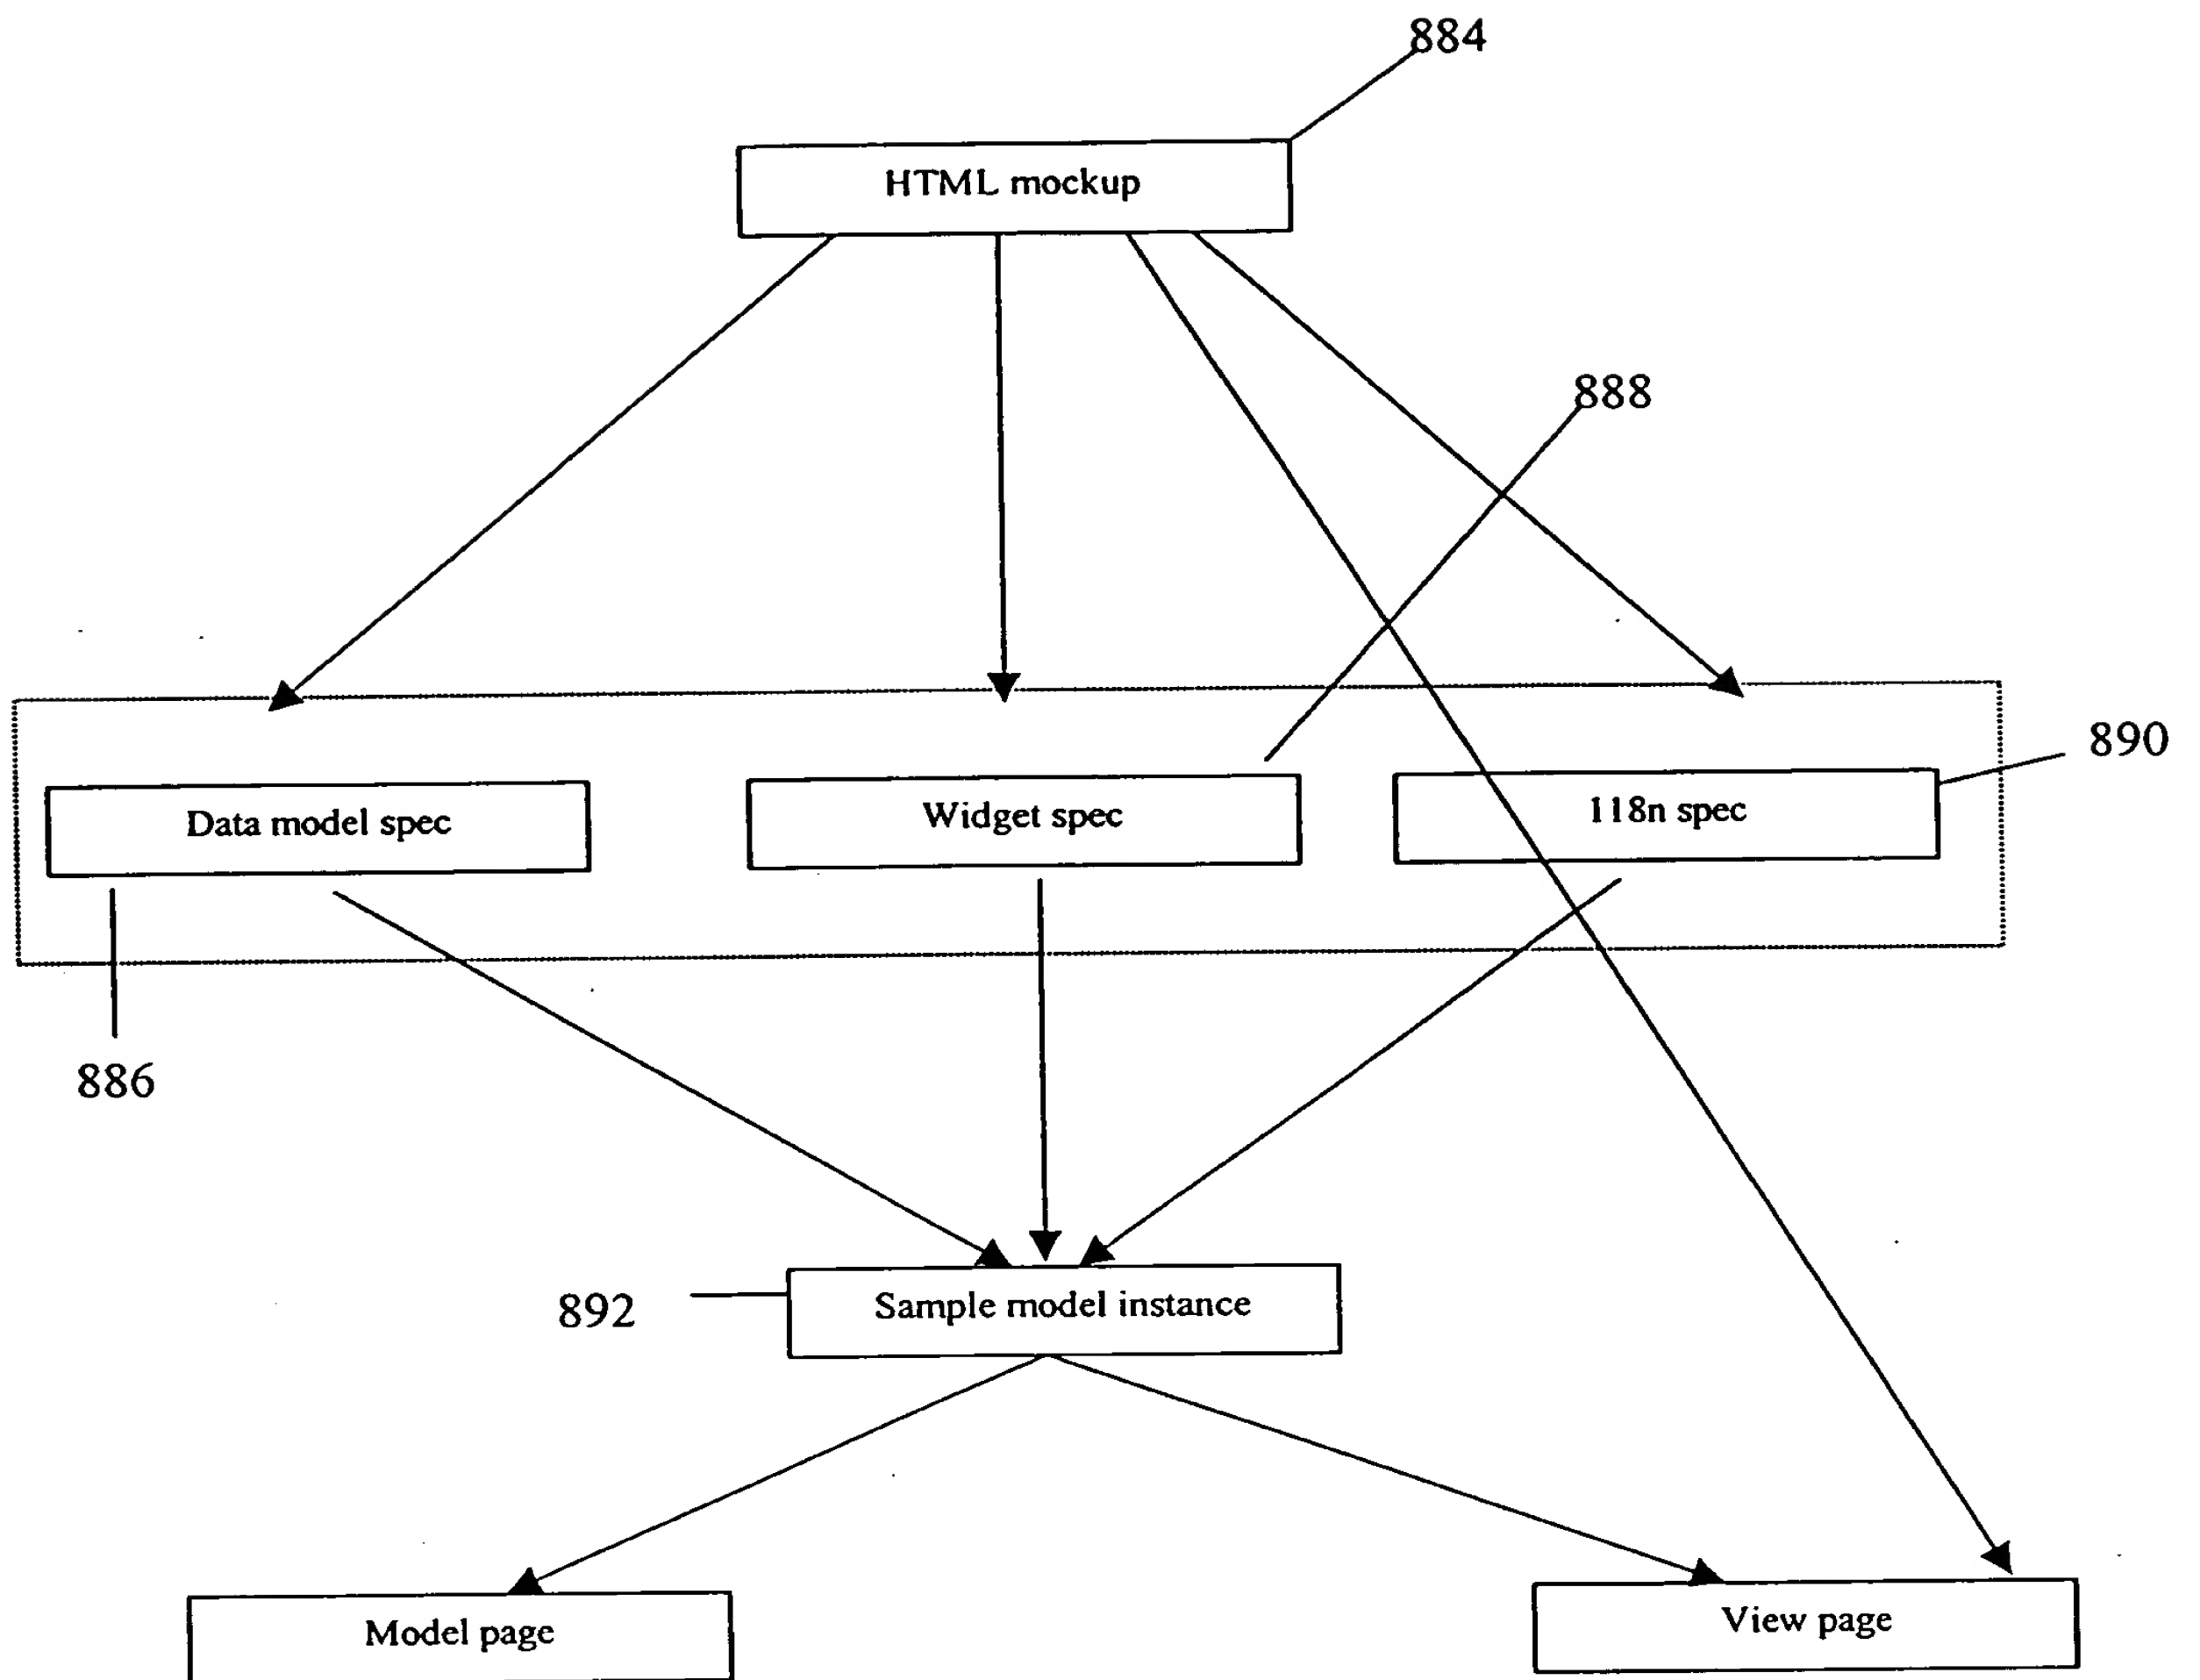 884
HTML mockup
888
890
Data model spec
Widget spec
118n spec
886
892
Sample model instance
Model page
View page